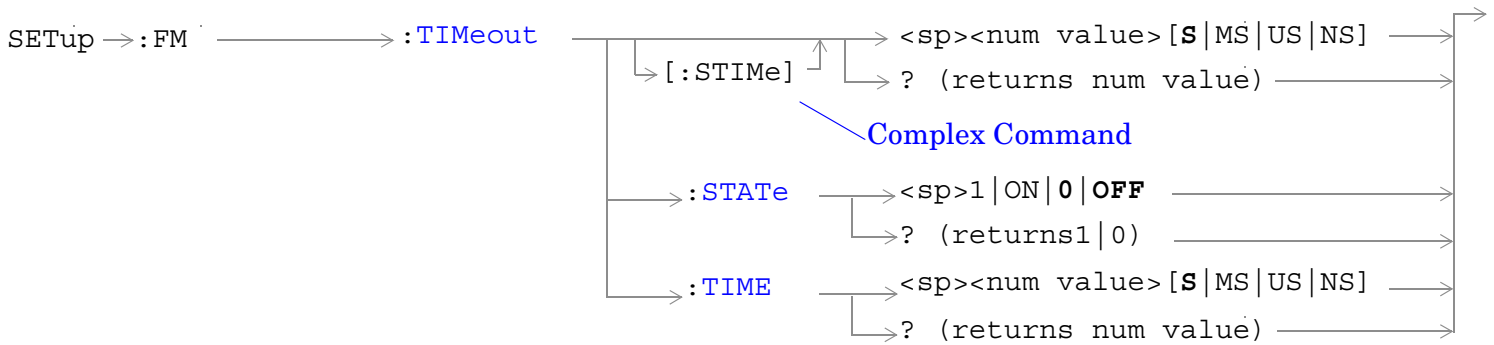 SETup :FM :TIMeout <sp><num value>[S|MS|US|NS]
[:STIMe] ? (returns num value)
Complex Command
:STATe <sp>1|ON|0|OFF
? (returns1|0)
:TIME <sp><num value>[S|MS|US|NS]
? (returns num value)